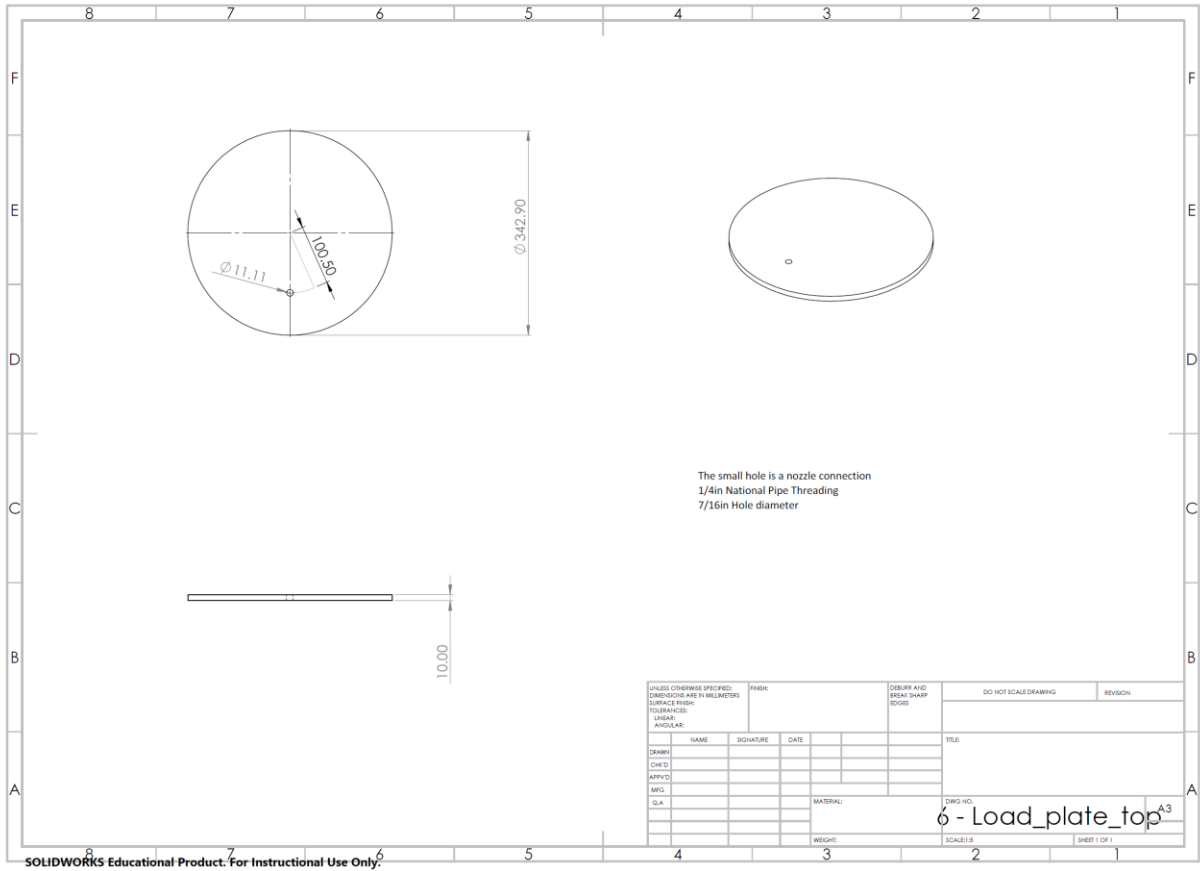 8 7 6 5 4 3 2 1
F F
E E
D D
C C
B B
A A
Ø 342.90
100.50
Ø 11.11
The small hole is a nozzle connection
1/4in National Pipe Threading
7/16in Hole diameter
10.00
UNLESS OTHERWISE SPECIFIED:
DIMENSIONS ARE IN MILLIMETERS
SURFACE FINISH:
TOLERANCES:
LINEAR:
ANGULAR:
FINISH:
DEBURR AND
BREAK SHARP
EDGES
DO NOT SCALE DRAWING
REVISION
NAME SIGNATURE DATE
TITLE:
DRAWN
CHK'D
APPV'D
MFG
Q.A
MATERIAL:
DWG NO.
6 - Load_plate_top
A3
WEIGHT:
SCALE:1:5
SHEET 1 OF 1
8 7 6 5 4 3 2 1
SOLIDWORKS Educational Product. For Instructional Use Only.